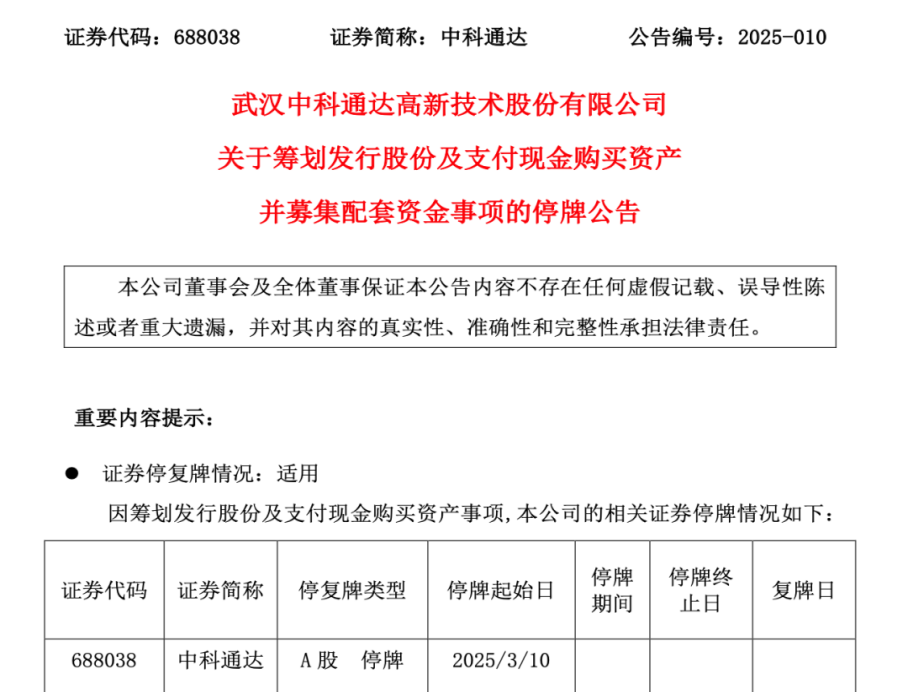 证券代码：688038 证券简称：中科通达 公告编号：2025-010
武汉中科通达高新技术股份有限公司
关于筹划发行股份及支付现金购买资产
并募集配套资金事项的停牌公告
本公司董事会及全体董事保证本公告内容不存在任何虚假记载、误导性陈
述或者重大遗漏，并对其内容的真实性、准确性和完整性承担法律责任。
重要内容提示：
● 证券停复牌情况：适用
因筹划发行股份及支付现金购买资产事项,本公司的相关证券停牌情况如下：
证券代码 证券简称 停复牌类型 停牌起始日 停牌期间 停牌终止日 复牌日
688038 中科通达 A 股 停牌 2025/3/10